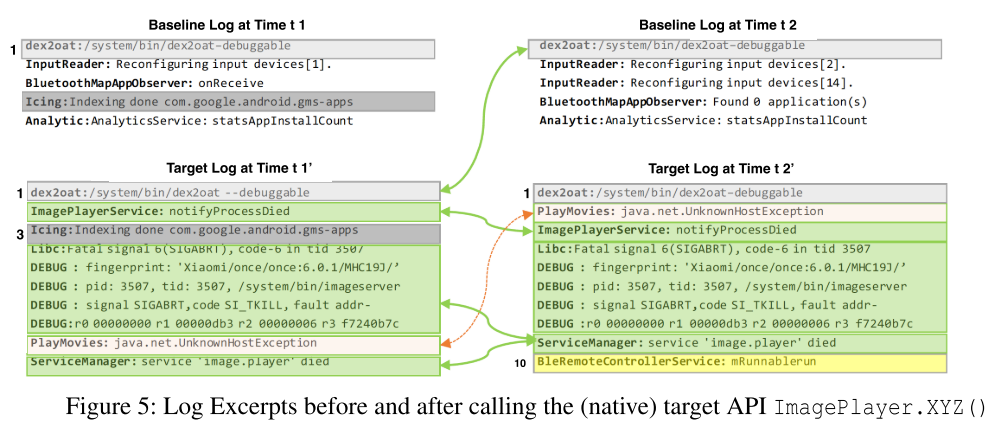 Baseline Log at Time t 1
1 dex2oat:/system/bin/dex2oat-debuggable
InputReader: Reconfiguring input devices[1].
BluetoothMapAppObserver: onReceive
Icing:Indexing done com.google.android.gms-apps
Analytic:AnalyticsService: statsAppInstallCount
Baseline Log at Time t 2
dex2oat:/system/bin/dex2oat-debuggable
InputReader: Reconfiguring input devices[2].
InputReader: Reconfiguring input devices[14].
BluetoothMapAppObserver: Found 0 application(s)
Analytic:AnalyticsService: statsAppInstallCount
Target Log at Time t 1’
1 dex2oat:/system/bin/dex2oat --debuggable
ImagePlayerService: notifyProcessDied
3 Icing:Indexing done com.google.android.gms-apps
Libc:Fatal signal 6(SIGABRT), code-6 in tid 3507
DEBUG : fingerprint: 'Xiaomi/once/once:6.0.1/MHC19J/’
DEBUG : pid: 3507, tid: 3507, /system/bin/imageserver
DEBUG : signal SIGABRT,code SI_TKILL, fault addr-
DEBUG:r0 00000000 r1 00000db3 r2 00000006 r3 f7240b7c
PlayMovies: java.net.UnknownHostException
ServiceManager: service 'image.player' died
Target Log at Time t 2’
1 dex2oat:/system/bin/dex2oat-debuggable
PlayMovies: java.net.UnknownHostException
ImagePlayerService: notifyProcessDied
Libc:Fatal signal 6(SIGABRT), code-6 in tid 3507
DEBUG : fingerprint: 'Xiaomi/once/once:6.0.1/MHC19J/’
DEBUG : pid: 3507, tid: 3507, /system/bin/imageserver
DEBUG : signal SIGABRT,code SI_TKILL, fault addr-
DEBUG:r0 00000000 r1 00000db3 r2 00000006 r3 f7240b7c
ServiceManager: service 'image.player' died
10 BleRemoteControllerService: mRunnablerun
Figure 5: Log Excerpts before and after calling the (native) target API ImagePlayer.XYZ()